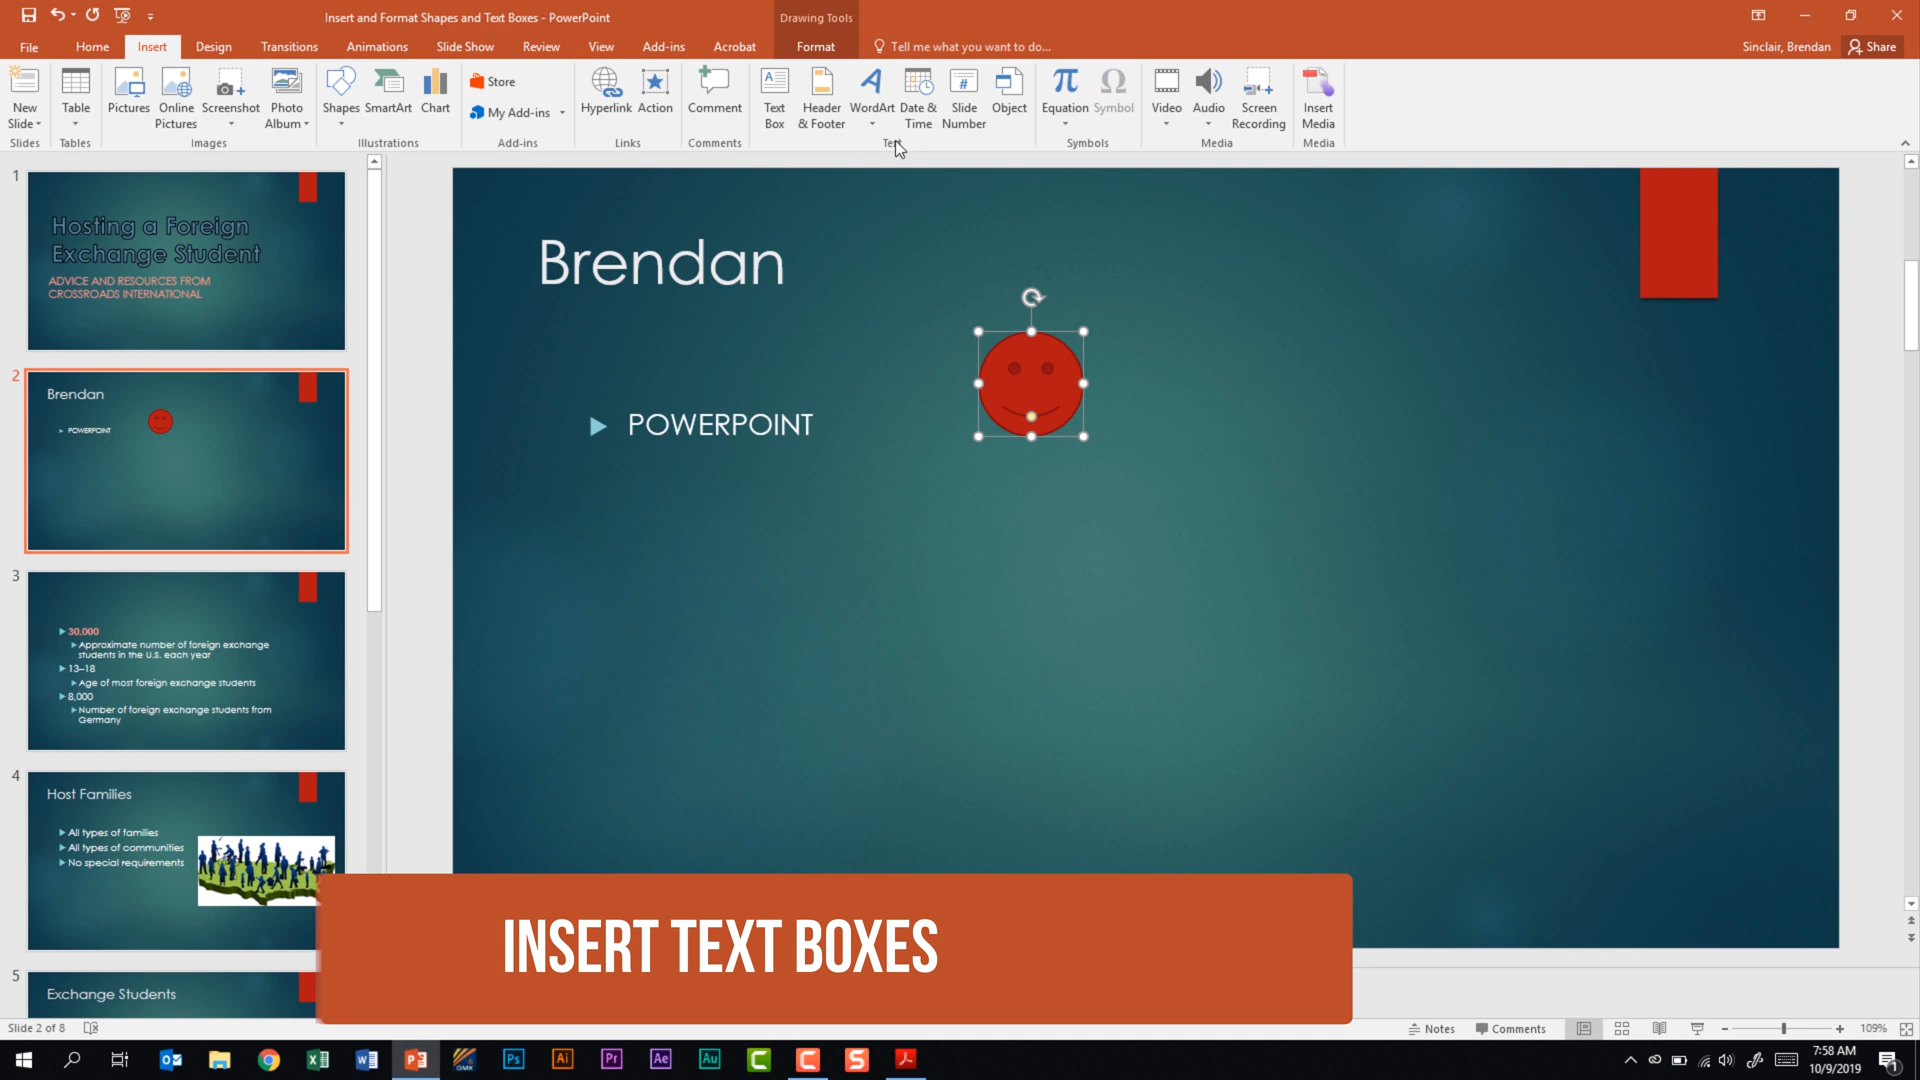 Insert and Format Shapes and Text Boxes - PowerPoint
Drawing Tools
File Home Insert Design Transitions Animations Slide Show Review View Add-ins Acrobat Format Tell me what you want to do... Sinclair, Brendan Share
New Slide
Table
Pictures
Online Pictures
Screenshot
Photo Album
Shapes
SmartArt
Chart
Store
My Add-ins
Hyperlink
Action
Comment
Text Box
Header & Footer
WordArt
Date & Time
Slide Number
Object
Equation
Symbol
Video
Audio
Screen Recording
Insert Media
Slides Tables Images Illustrations Add-ins Links Comments Text Symbols Media Media
1
Hosting a Foreign
Exchange Student
ADVICE AND RESOURCES FROM
CROSSROADS INTERNATIONAL
2
Brendan
POWERPOINT
3
30,000
Approximate number of foreign exchange
students in the U.S. each year
13–18
Age of most foreign exchange students
8,000
Number of foreign exchange students from
Germany
4
Host Families
All types of families
All types of communities
No special requirements
5
Exchange Students
Brendan
POWERPOINT
INSERT TEXT BOXES
Slide 2 of 8
Notes Comments 109%
7:58 AM
10/9/2019